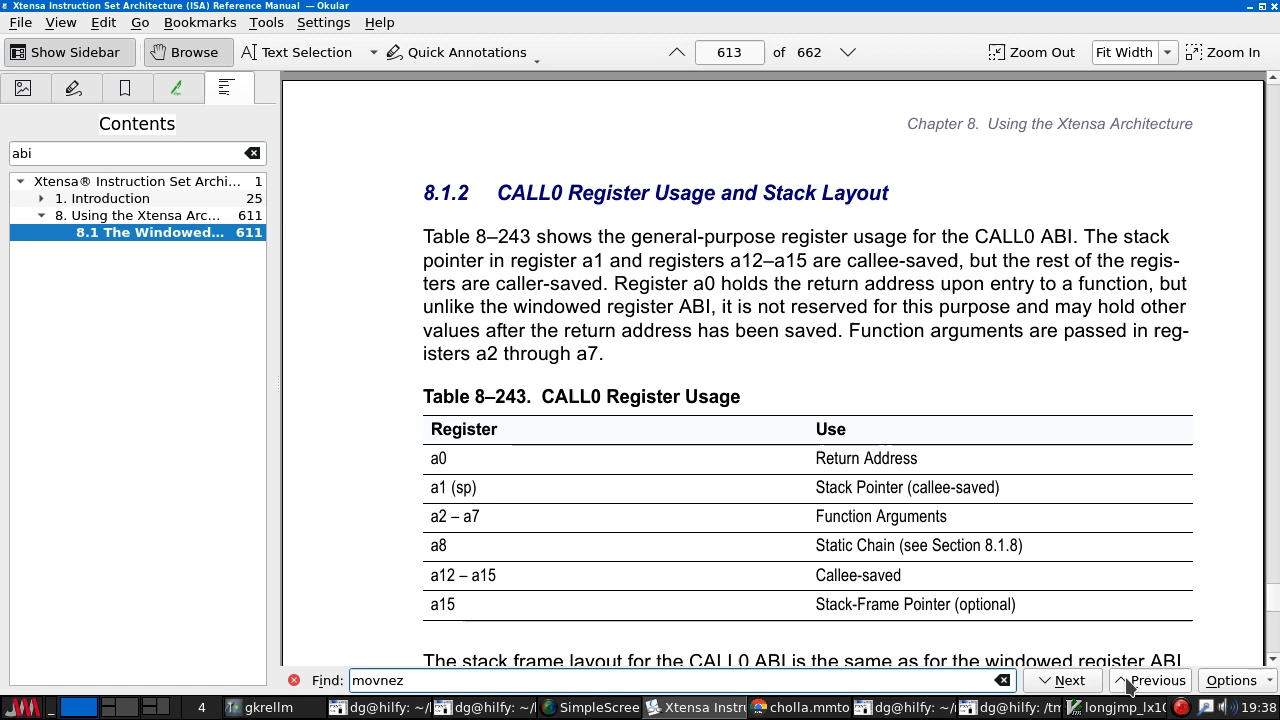 Xtensa Instruction Set Architecture (ISA) Reference Manual — Okular
File View Edit Go Bookmarks Tools Settings Help
Show Sidebar Browse Text Selection Quick Annotations 613 of 662 Zoom Out Fit Width Zoom In
Contents
abi
Xtensa® Instruction Set Archi... 1
1. Introduction 25
8. Using the Xtensa Arc... 611
8.1 The Windowed... 611
Chapter 8. Using the Xtensa Architecture
8.1.2 CALL0 Register Usage and Stack Layout
Table 8–243 shows the general-purpose register usage for the CALL0 ABI. The stack
pointer in register a1 and registers a12–a15 are callee-saved, but the rest of the regis-
ters are caller-saved. Register a0 holds the return address upon entry to a function, but
unlike the windowed register ABI, it is not reserved for this purpose and may hold other
values after the return address has been saved. Function arguments are passed in reg-
isters a2 through a7.
Table 8–243. CALL0 Register Usage
Register Use
a0 Return Address
a1 (sp) Stack Pointer (callee-saved)
a2 – a7 Function Arguments
a8 Static Chain (see Section 8.1.8)
a12 – a15 Callee-saved
a15 Stack-Frame Pointer (optional)
The stack frame layout for the CALL0 ABI is the same as for the windowed register ABI
Find: movnez Next Previous Options
4 gkrellm dg@hilfy: ~/ dg@hilfy: ~/ SimpleScree Xtensa Instr cholla.mmto dg@hilfy: ~/ dg@hilfy: /tm longjmp_lx10 19:38